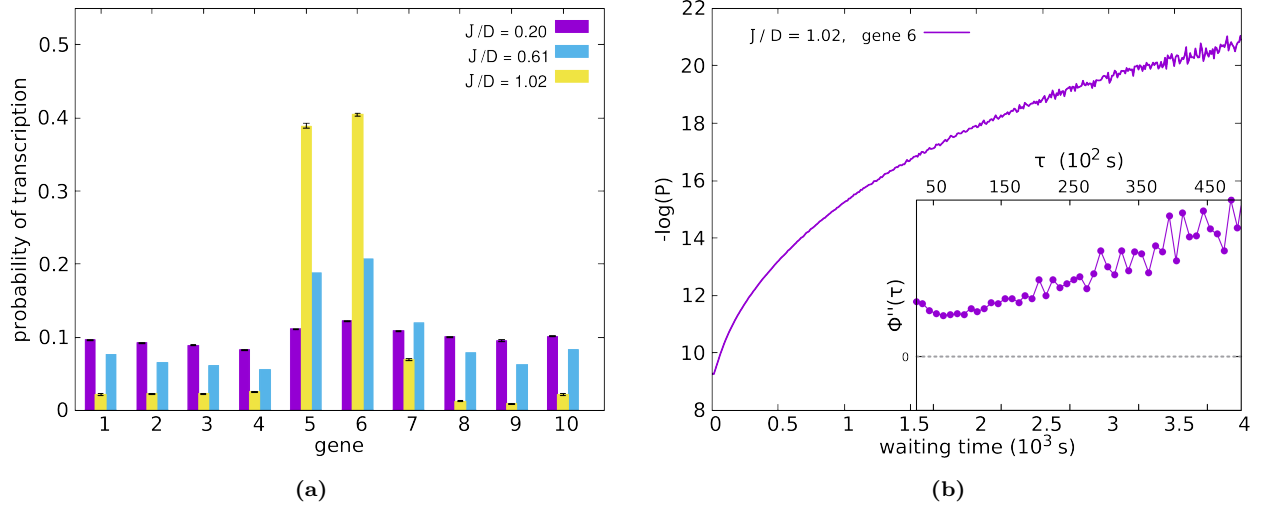 J/D = 0.20
J/D = 0.61
J/D = 1.02
probability of transcription
0.5
0.4
0.3
0.2
0.1
0
1 2 3 4 5 6 7 8 9 10
gene
(a)
J / D = 1.02, gene 6
-log(P)
22
20
18
16
14
12
10
8
τ (10² s)
50 150 250 350 450
Φ''(τ)
0
0 0.5 1 1.5 2 2.5 3 3.5 4
waiting time (10³ s)
(b)